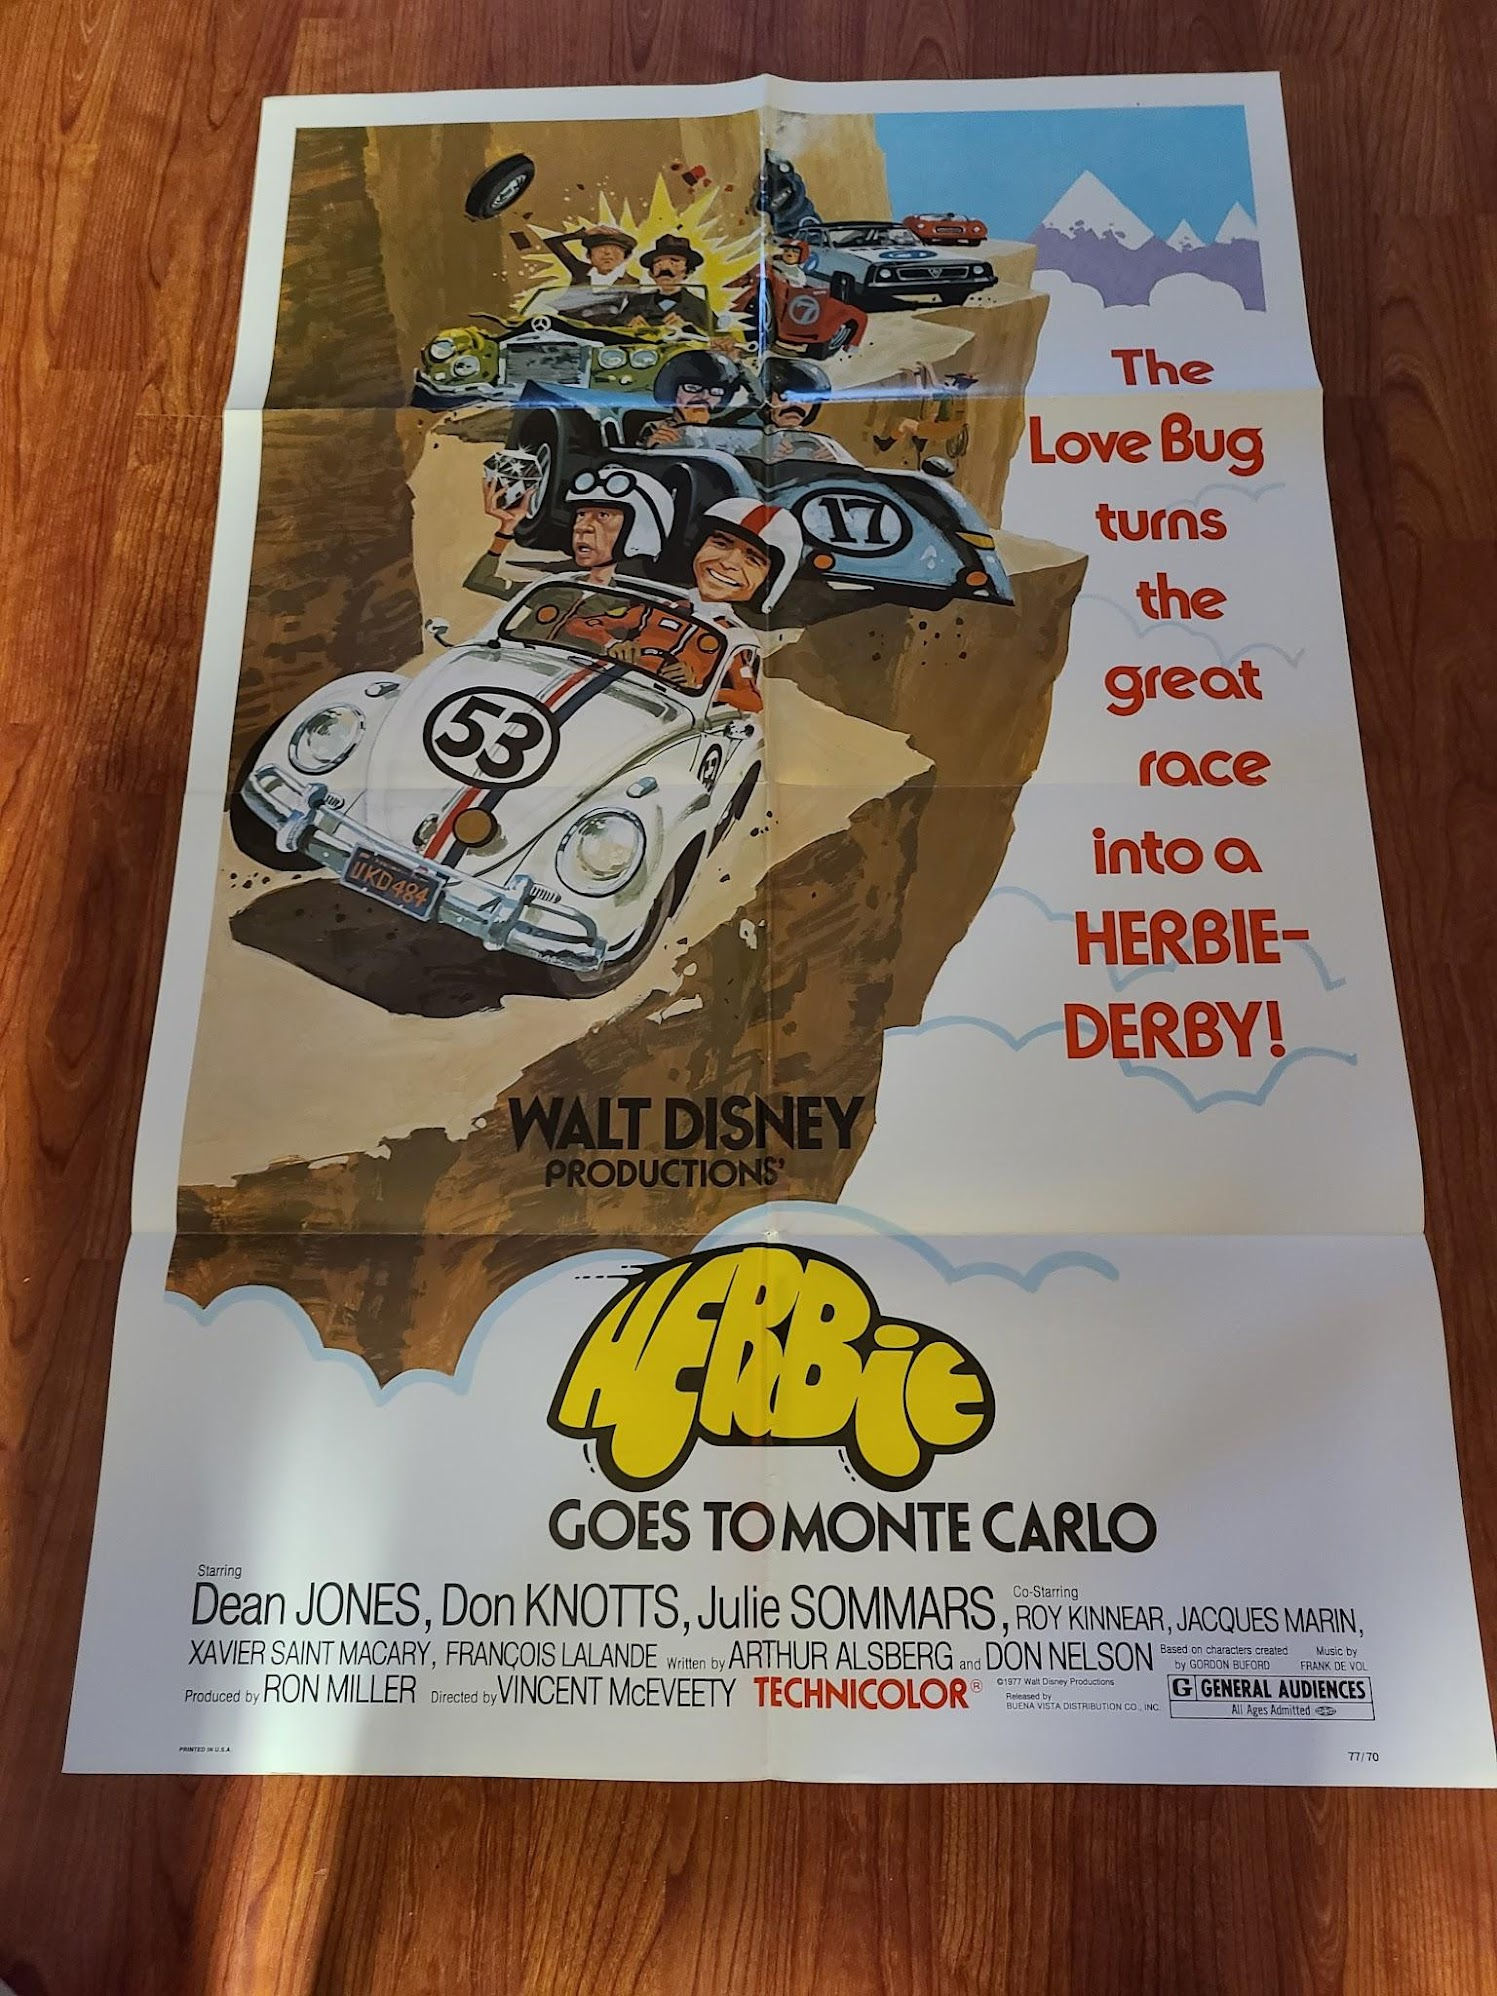 The
Love Bug
turns
the
great
race
into a
HERBIE-
DERBY!
7
17
53
53
UKD 484
WALT DISNEY
PRODUCTIONS'
HERBiE
GOES TO MONTE CARLO
Starring
Dean JONES, Don KNOTTS, Julie SOMMARS, Co-Starring ROY KINNEAR, JACQUES MARIN,
XAVIER SAINT MACARY, FRANÇOIS LALANDE Written by ARTHUR ALSBERG and DON NELSON Based on characters created by GORDON BUFORD Music by FRANK DE VOL
Produced by RON MILLER Directed by VINCENT McEVEETY TECHNICOLOR® ©1977 Walt Disney Productions
Released by BUENA VISTA DISTRIBUTION CO., INC.
G GENERAL AUDIENCES
All Ages Admitted
PRINTED IN U.S.A.
77/70